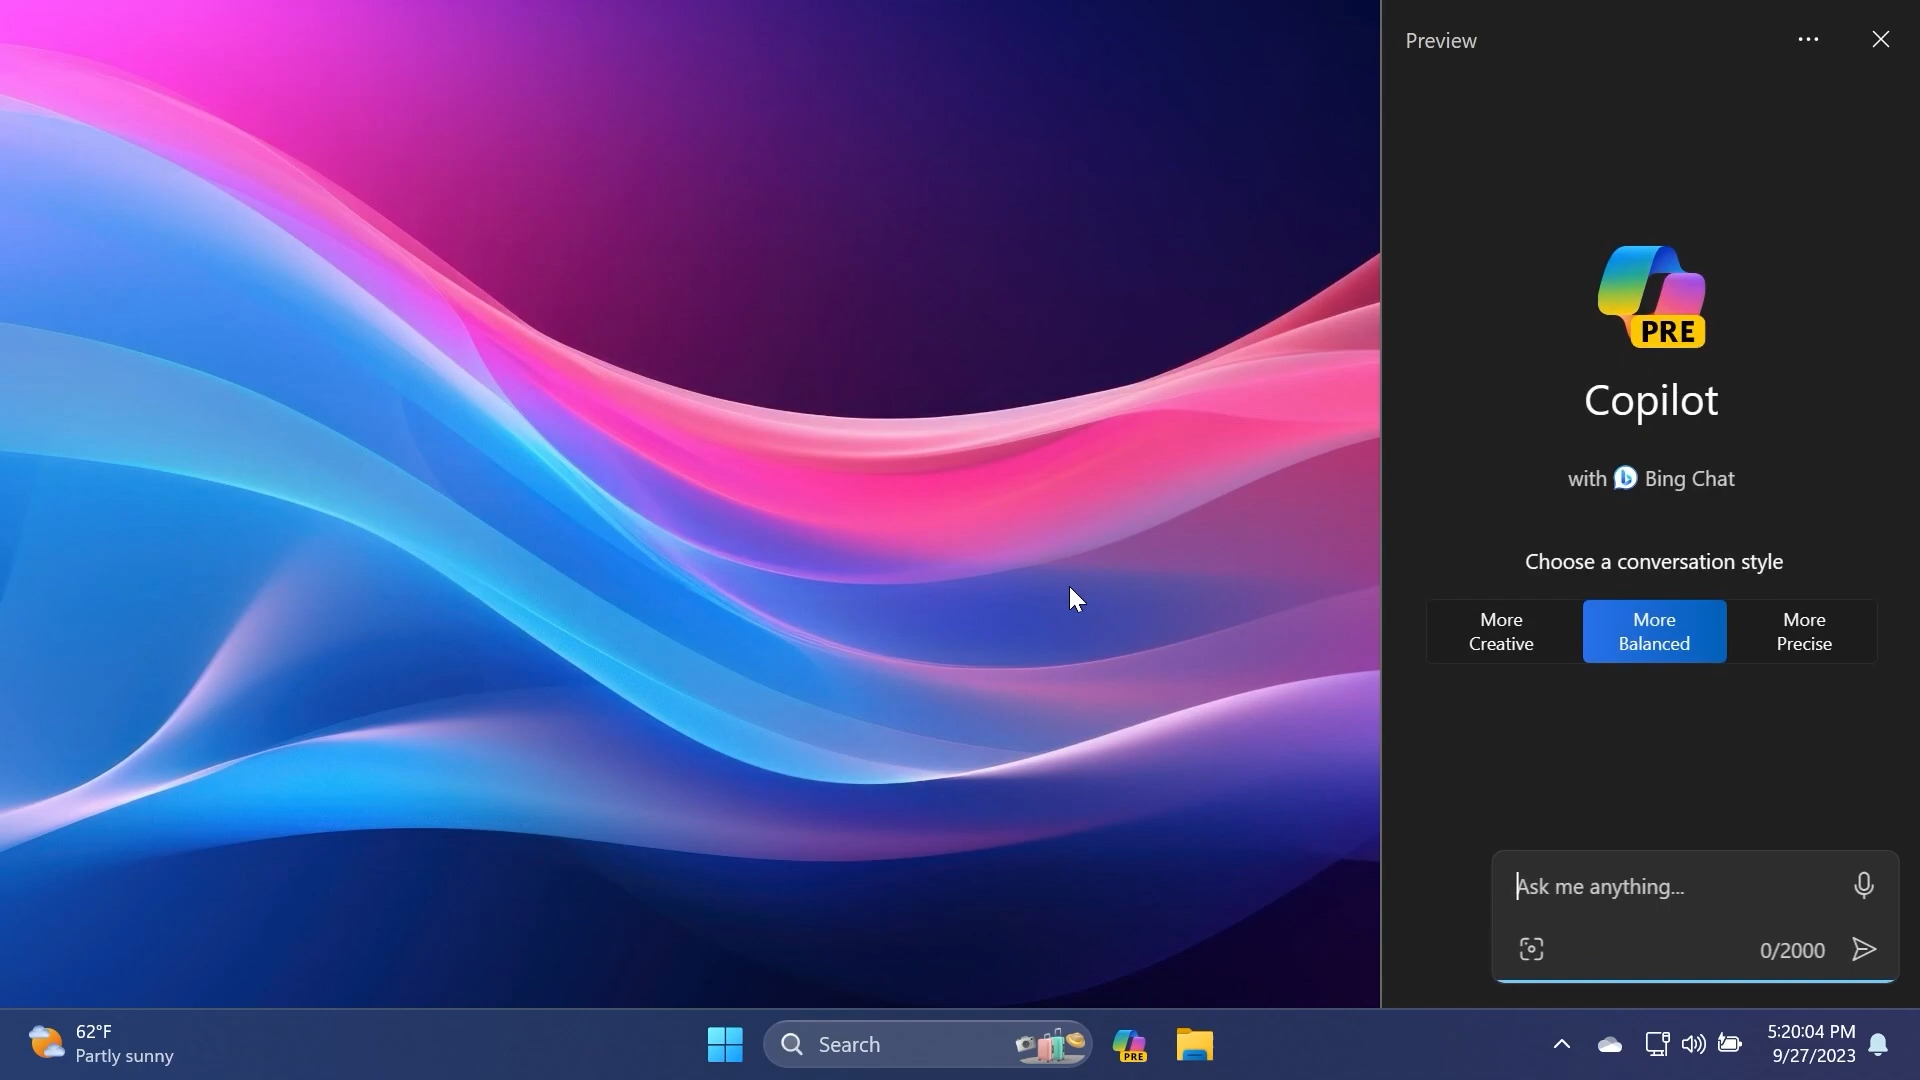 Preview
PRE
Copilot
with Bing Chat
Choose a conversation style
More
Creative
More
Balanced
More
Precise
Ask me anything...
0/2000
62°F
Partly sunny
Search
PRE
5:20:04 PM
9/27/2023